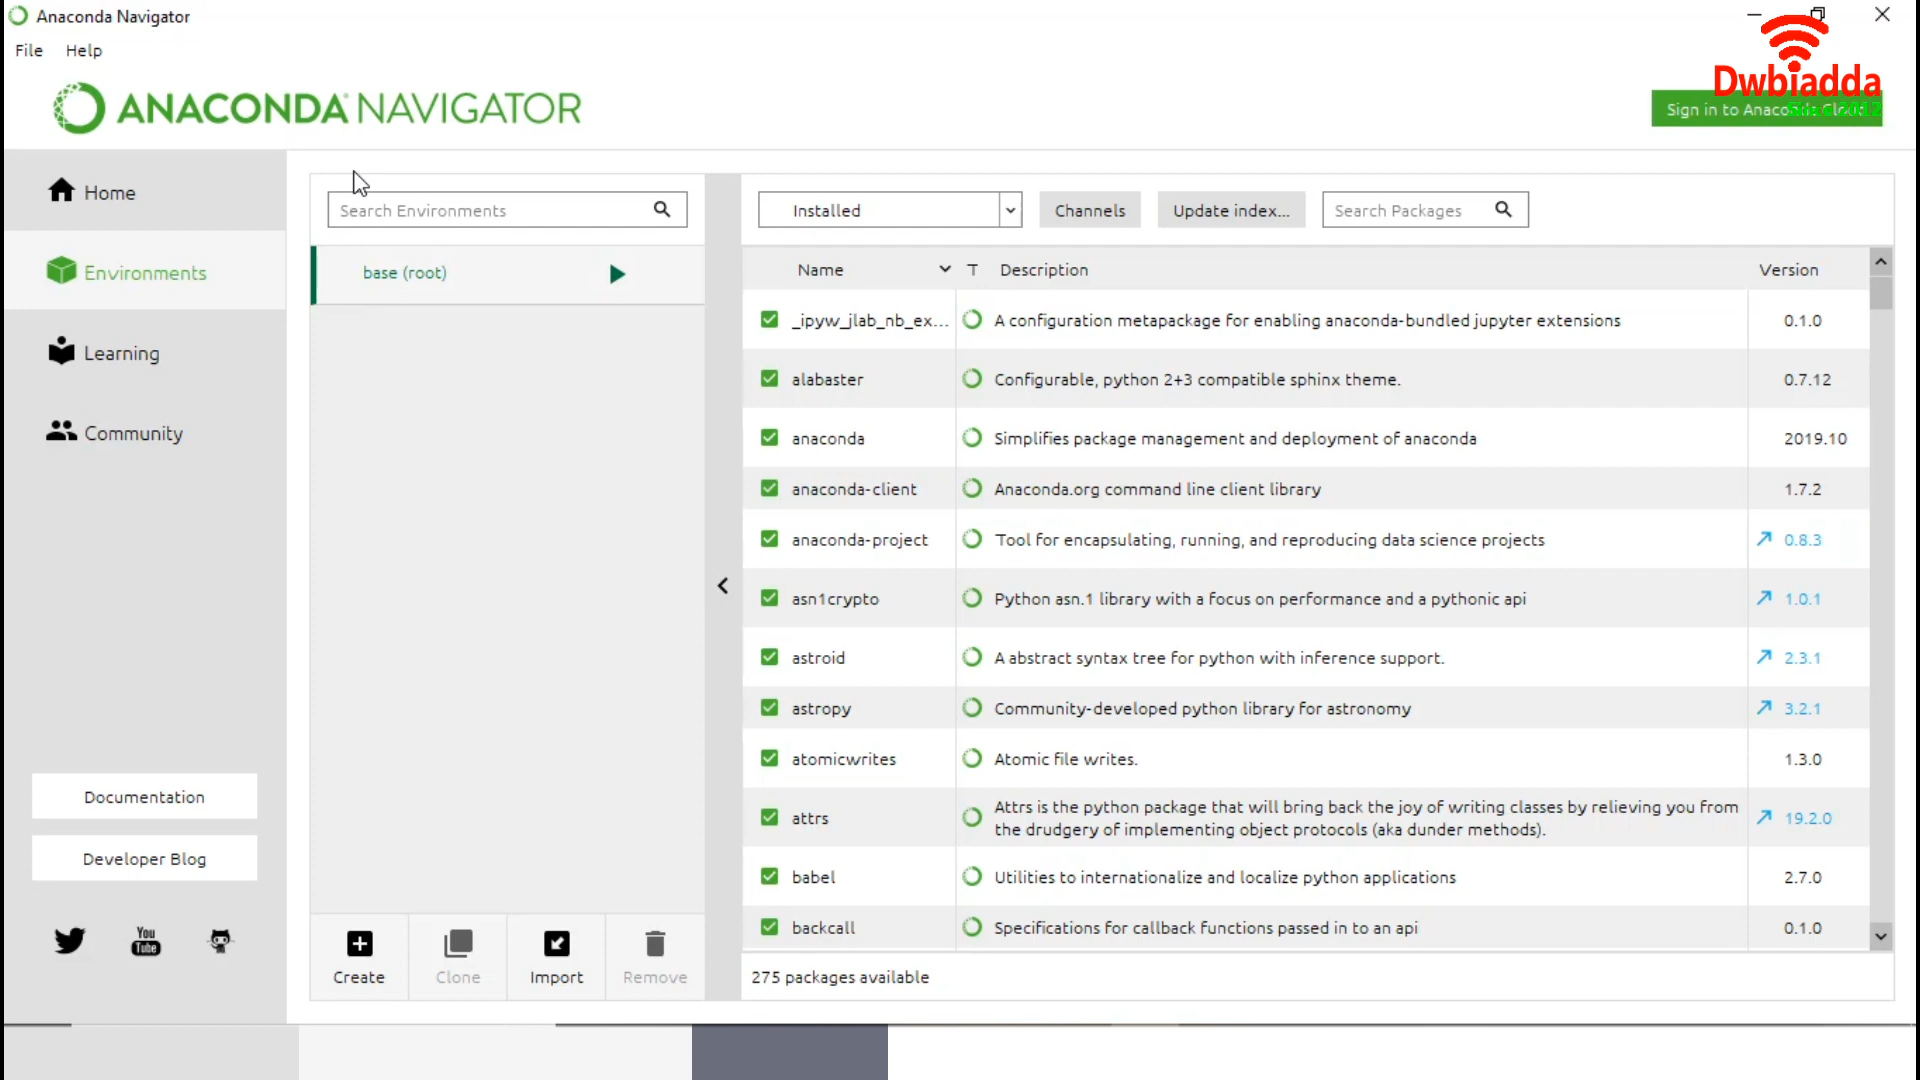 Anaconda Navigator
File Help
ANACONDA NAVIGATOR
Dwbiadda
Sign in to Anaco
2012
Home
Environments
Learning
Community
Documentation
Developer Blog
You
Tube
Search Environments
base (root)
Create Clone Import Remove
Installed Channels Update index... Search Packages
Name T Description Version
_ipyw_jlab_nb_ex... A configuration metapackage for enabling anaconda-bundled jupyter extensions 0.1.0
alabaster Configurable, python 2+3 compatible sphinx theme. 0.7.12
anaconda Simplifies package management and deployment of anaconda 2019.10
anaconda-client Anaconda.org command line client library 1.7.2
anaconda-project Tool for encapsulating, running, and reproducing data science projects 0.8.3
asn1crypto Python asn.1 library with a focus on performance and a pythonic api 1.0.1
astroid A abstract syntax tree for python with inference support. 2.3.1
astropy Community-developed python library for astronomy 3.2.1
atomicwrites Atomic file writes. 1.3.0
attrs Attrs is the python package that will bring back the joy of writing classes by relieving you from
the drudgery of implementing object protocols (aka dunder methods). 19.2.0
babel Utilities to internationalize and localize python applications 2.7.0
backcall Specifications for callback functions passed in to an api 0.1.0
275 packages available